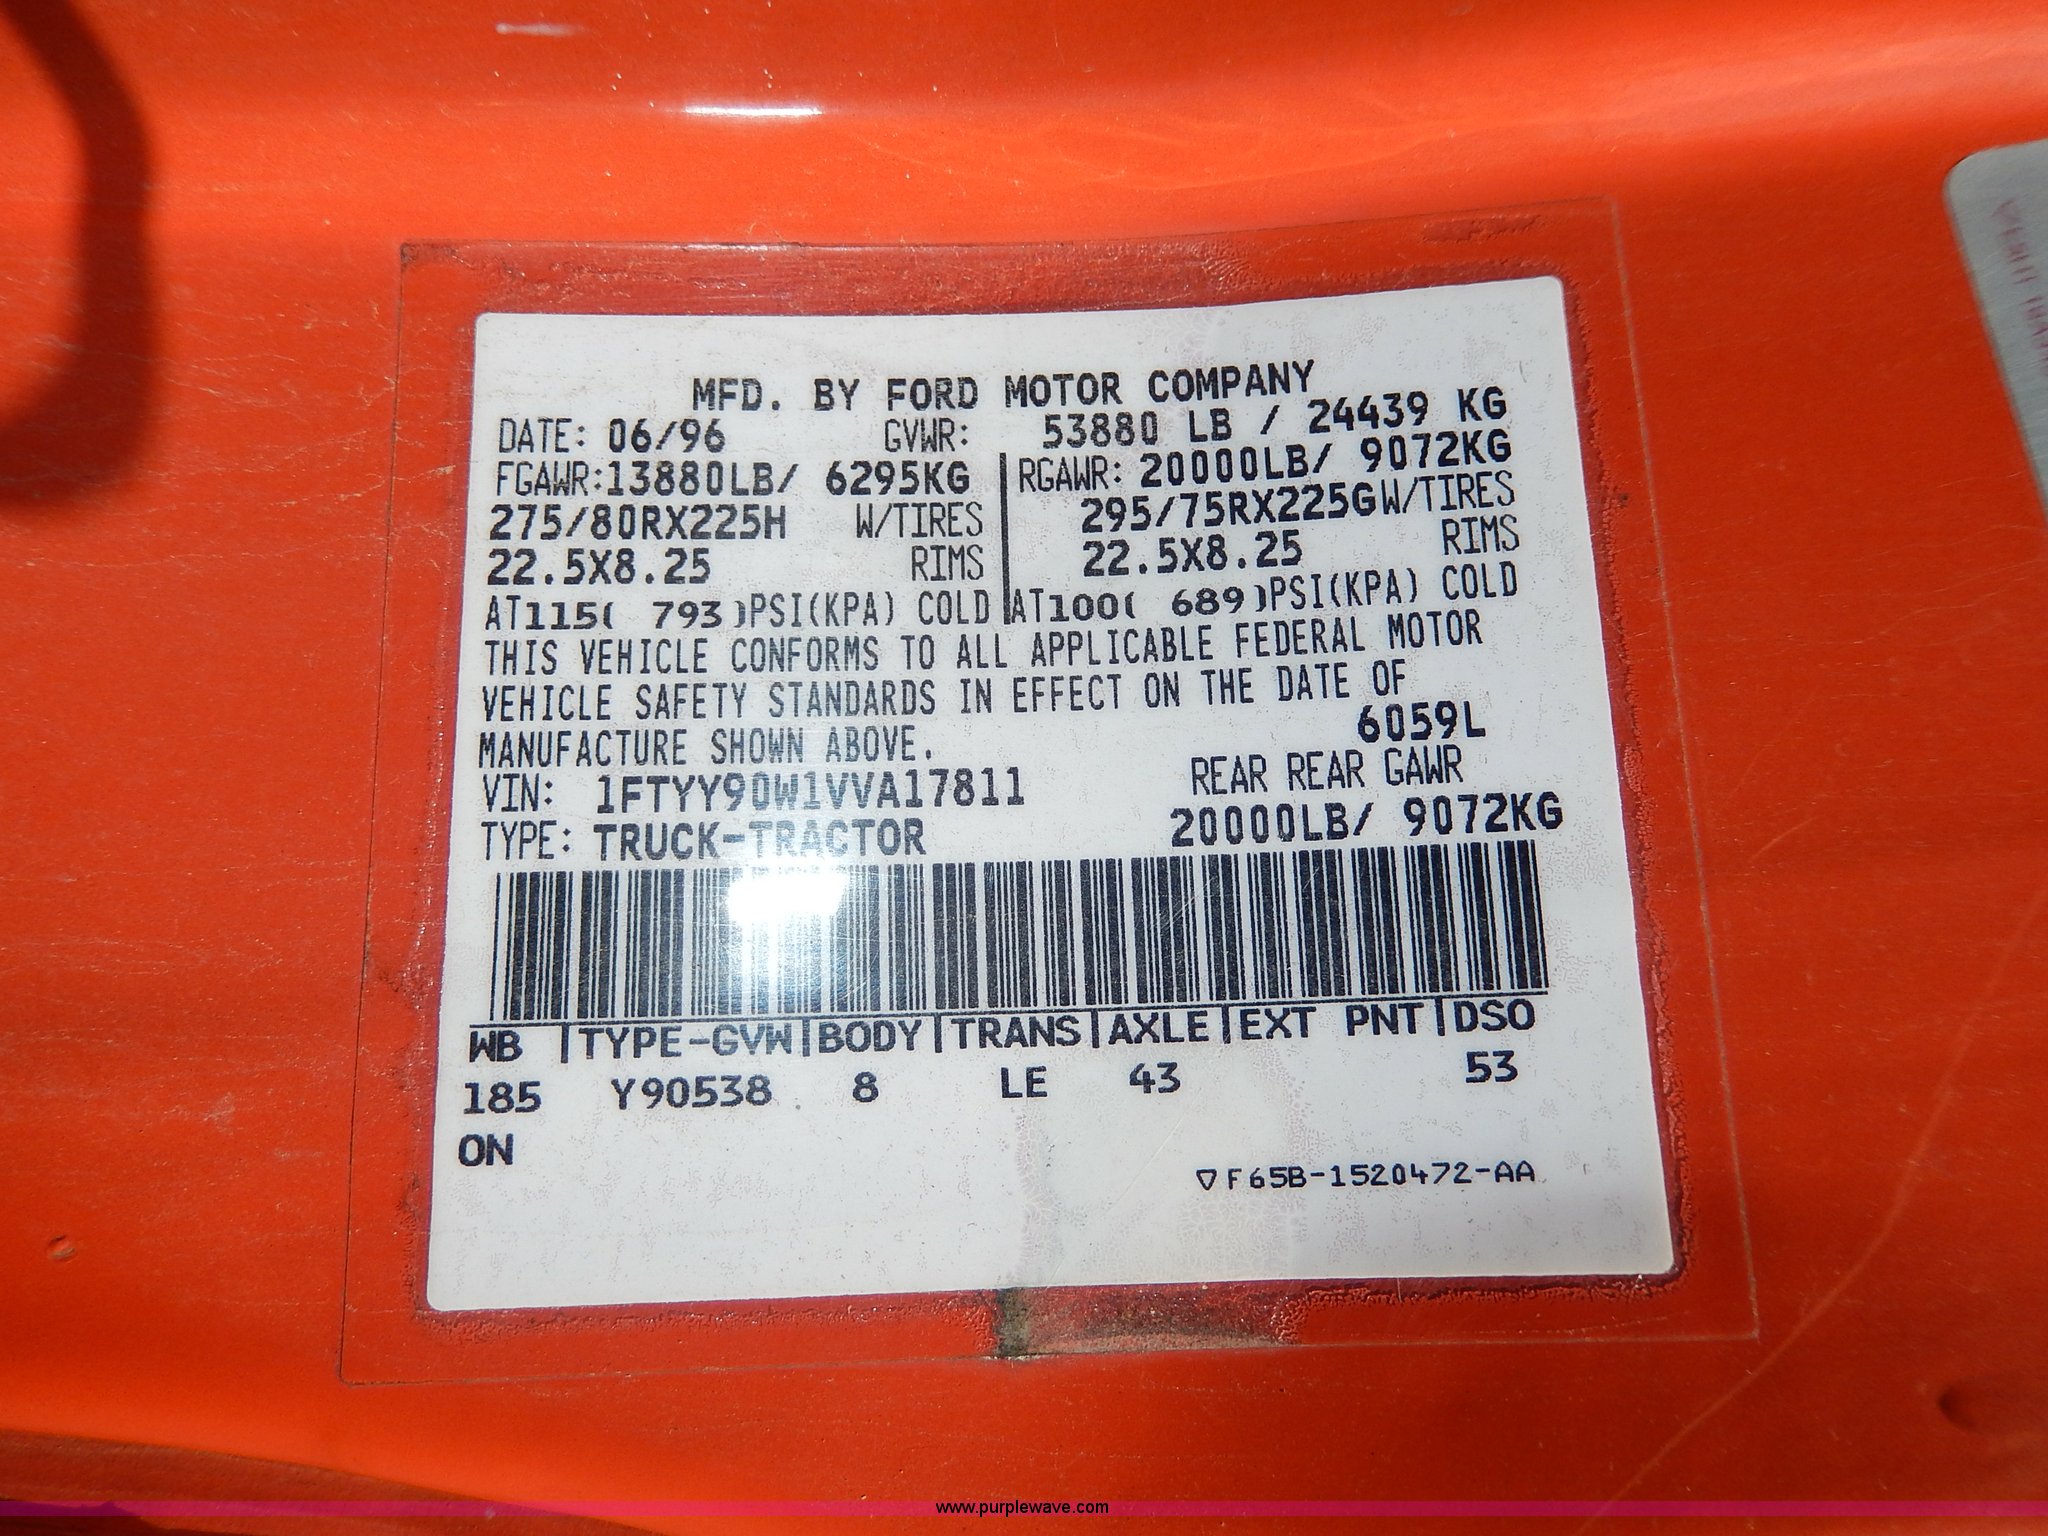 MFD. BY FORD MOTOR COMPANY
DATE: 06/96 GVWR: 53880 LB / 24439 KG
FGAWR:13880LB/ 6295KG RGAWR: 20000LB/ 9072KG
275/80RX225H W/TIRES 295/75RX225G W/TIRES
22.5X8.25 RIMS 22.5X8.25 RIMS
AT115( 793)PSI(KPA) COLD AT100( 689)PSI(KPA) COLD
THIS VEHICLE CONFORMS TO ALL APPLICABLE FEDERAL MOTOR
VEHICLE SAFETY STANDARDS IN EFFECT ON THE DATE OF
MANUFACTURE SHOWN ABOVE. 6059L
VIN: 1FTYY90W1VVA17811 REAR REAR GAWR
TYPE: TRUCK-TRACTOR 20000LB/ 9072KG
WB |TYPE-GVW|BODY|TRANS|AXLE|EXT PNT|DSO
185 Y90538 8 LE 43 53
ON
▽F65B-1520472-AA
www.purplewave.com